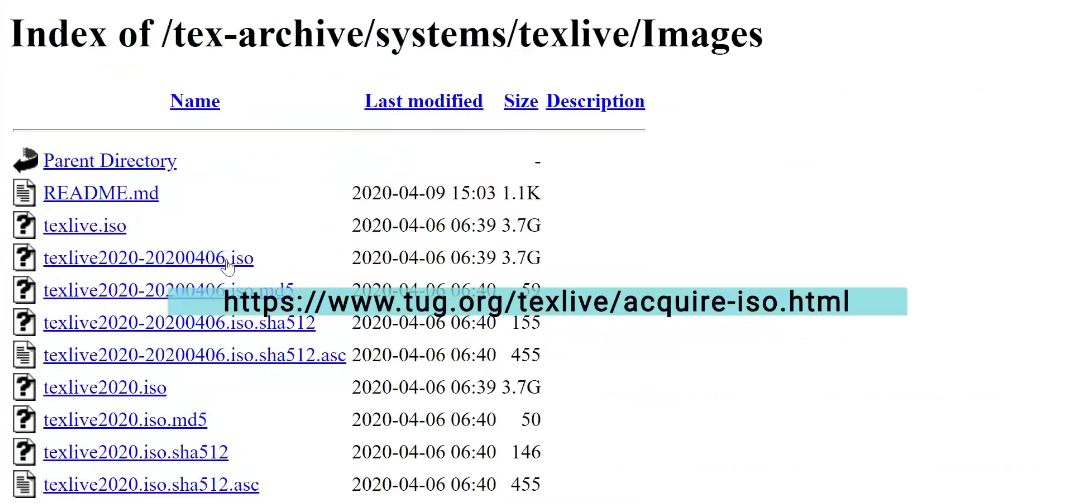 Index of /tex-archive/systems/texlive/Images
Name Last modified Size Description
Parent Directory -
README.md 2020-04-09 15:03 1.1K
texlive.iso 2020-04-06 06:39 3.7G
texlive2020-20200406.iso 2020-04-06 06:39 3.7G
texlive2020-20200406.iso.md5 2020-04-06 06:40 59
https://www.tug.org/texlive/acquire-iso.html
texlive2020-20200406.iso.sha512 2020-04-06 06:40 155
texlive2020-20200406.iso.sha512.asc 2020-04-06 06:40 455
texlive2020.iso 2020-04-06 06:39 3.7G
texlive2020.iso.md5 2020-04-06 06:40 50
texlive2020.iso.sha512 2020-04-06 06:40 146
texlive2020.iso.sha512.asc 2020-04-06 06:40 455